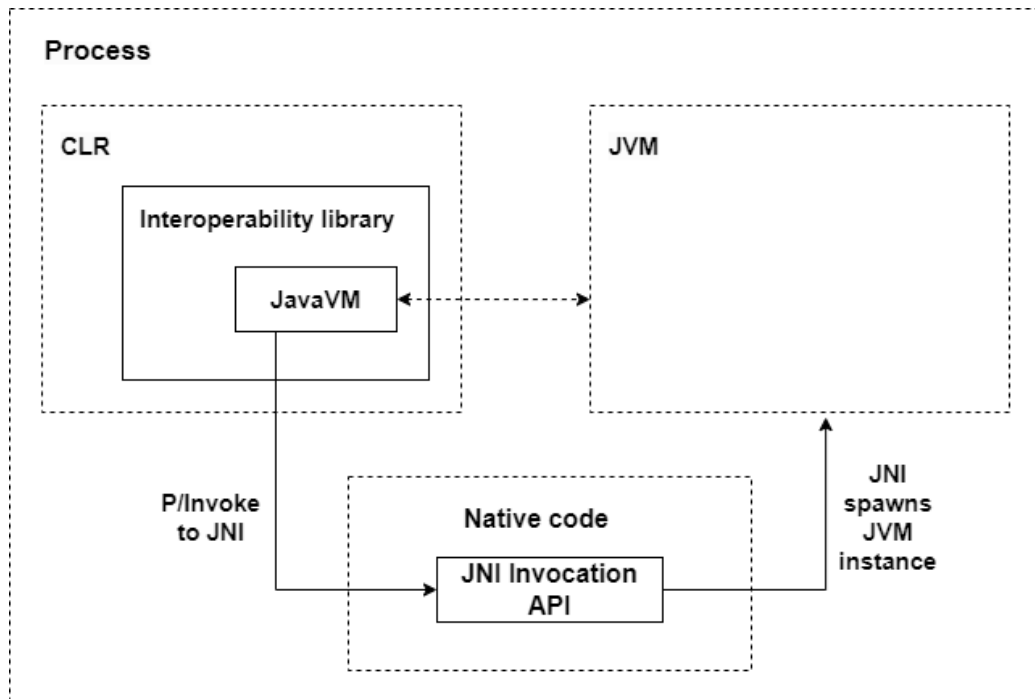 Process
CLR
JVM
Interoperability library
JavaVM
P/Invoke
to JNI
JNI
spawns
JVM
instance
Native code
JNI Invocation
API